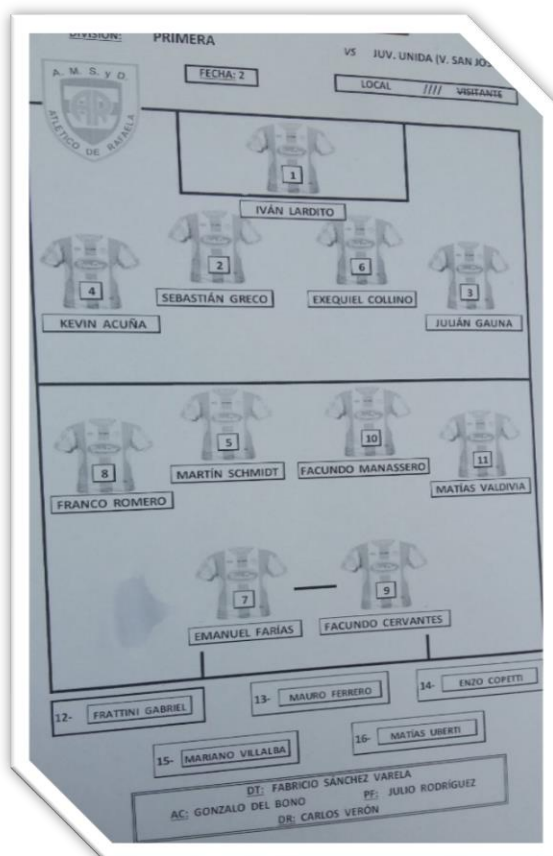 DIVISIÓN: PRIMERA
VS JUV. UNIDA (V. SAN JOS
FECHA: 2
LOCAL //// VISITANTE
A. M. S. y D.
ATLETICO DE RAFAELA
1
IVÁN LARDITO
2
6
4
3
SEBASTIÁN GRECO
EXEQUIEL COLLINO
KEVIN ACUÑA
JULIÁN GAUNA
5
10
8
11
MARTÍN SCHMIDT
FACUNDO MANASSERO
FRANCO ROMERO
MATÍAS VALDIVIA
7
9
EMANUEL FARÍAS
FACUNDO CERVANTES
12- FRATTINI GABRIEL
13- MAURO FERRERO
14- ENZO COPETTI
15- MARIANO VILLALBA
16- MATÍAS UBERTI
DT: FABRICIO SÁNCHEZ VARELA
AC: GONZALO DEL BONO PF: JULIO RODRÍGUEZ
DR: CARLOS VERÓN